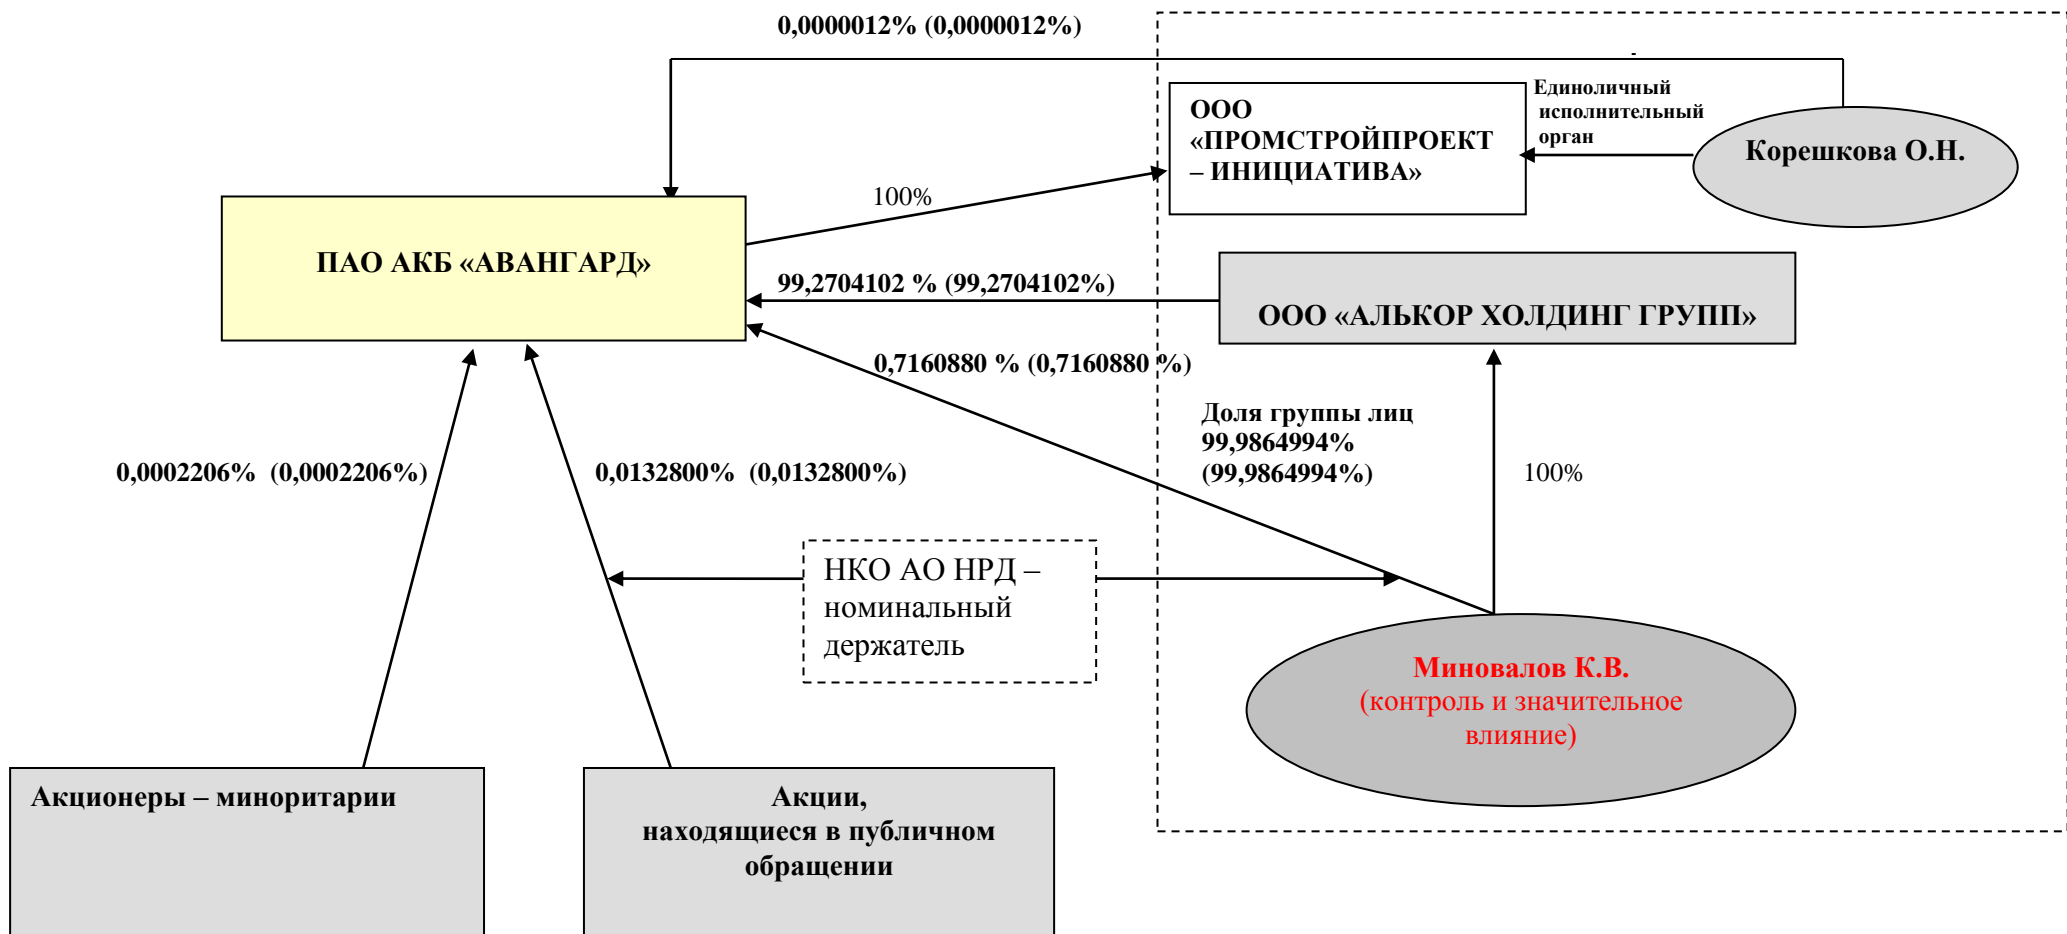 0,0000012% (0,0000012%)
-
Единоличный
исполнительный
орган
ООО
«ПРОМСТРОЙПРОЕКТ
– ИНИЦИАТИВА»
Корешкова О.Н.
100%
ПАО АКБ «АВАНГАРД»
99,2704102 % (99,2704102%)
ООО «АЛЬКОР ХОЛДИНГ ГРУПП»
0,7160880 % (0,7160880 %)
Доля группы лиц
99,9864994%
(99,9864994%)
100%
0,0002206% (0,0002206%)
0,0132800% (0,0132800%)
НКО АО НРД –
номинальный
держатель
Миновалов К.В.
(контроль и значительное
влияние)
Акционеры – миноритарии
Акции,
находящиеся в публичном
обращении